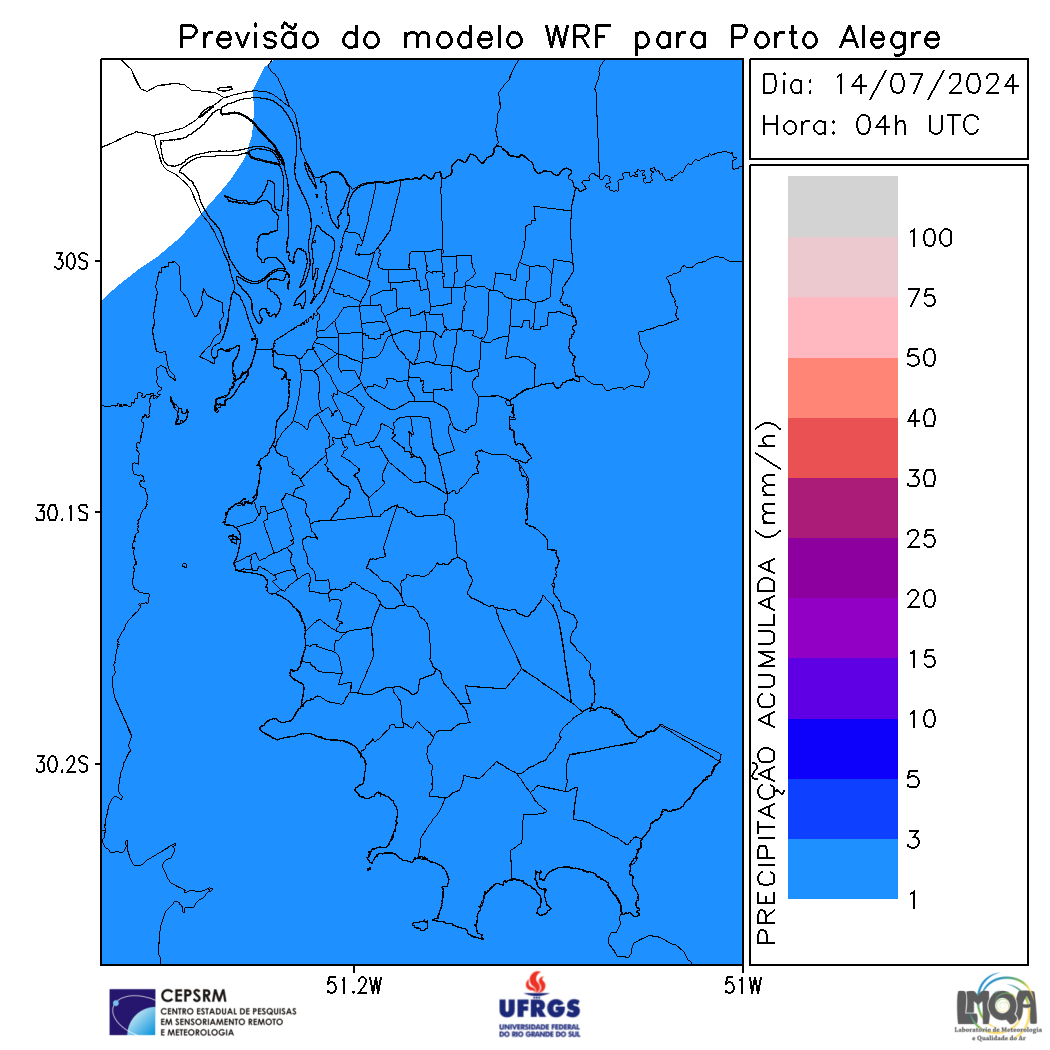 Previsão do modelo WRF para Porto Alegre
Dia: 14/07/2024
Hora: 04h UTC
30S
30.1S
30.2S
51.2W
51W
PRECIPITAÇÃO ACUMULADA (mm/h)
100
75
50
40
30
25
20
15
10
5
3
1
CEPSRM
CENTRO ESTADUAL DE PESQUISAS
EM SENSORIAMENTO REMOTO
E METEOROLOGIA
UFRGS
UNIVERSIDADE FEDERAL
DO RIO GRANDE DO SUL
LMQA
Laboratório de Meteorologia
e Qualidade do Ar